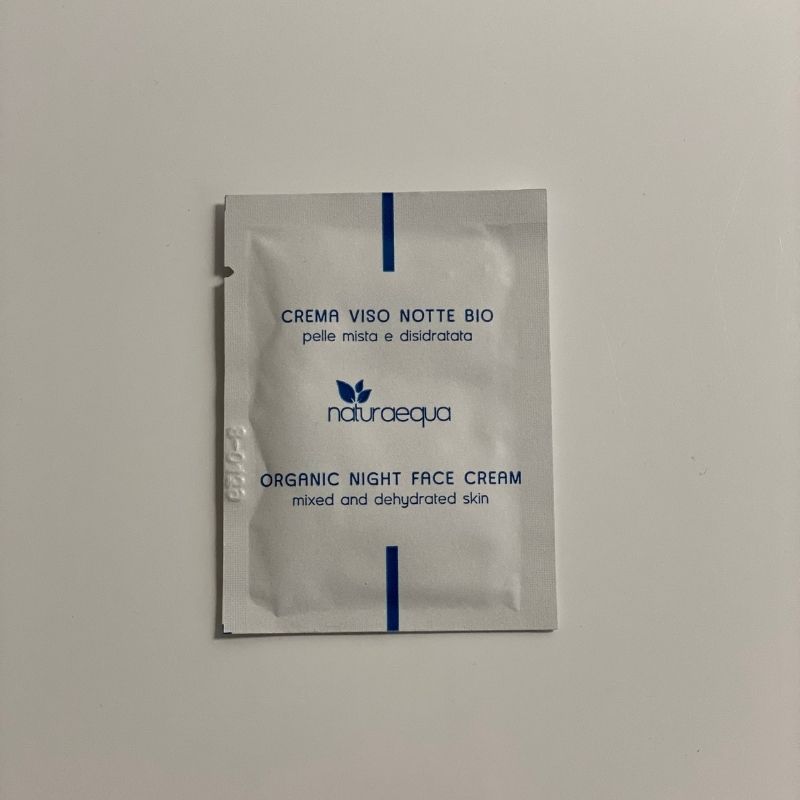 CREMA VISO NOTTE BIO
pelle mista e disidratata
naturaequa
ORGANIC NIGHT FACE CREAM
mixed and dehydrated skin